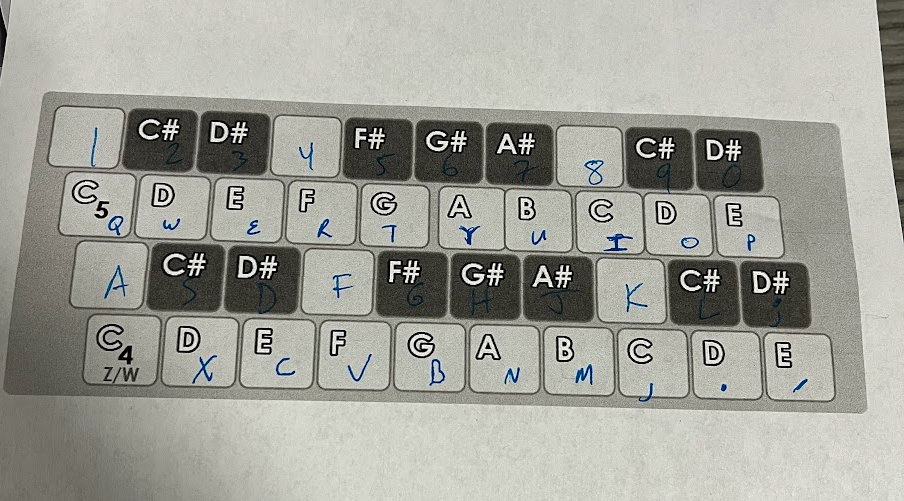 1 C# 2 D# 3 4 F# 5 G# 6 A# 7 8 C# 9 D# 0
C5 Q D W E E F R G T A Y B U C I D O E P
A C# S D# D F F# G G# H A# J K C# L D# ;
C4 Z/W D X E C F V G B A N B M C , D . E /